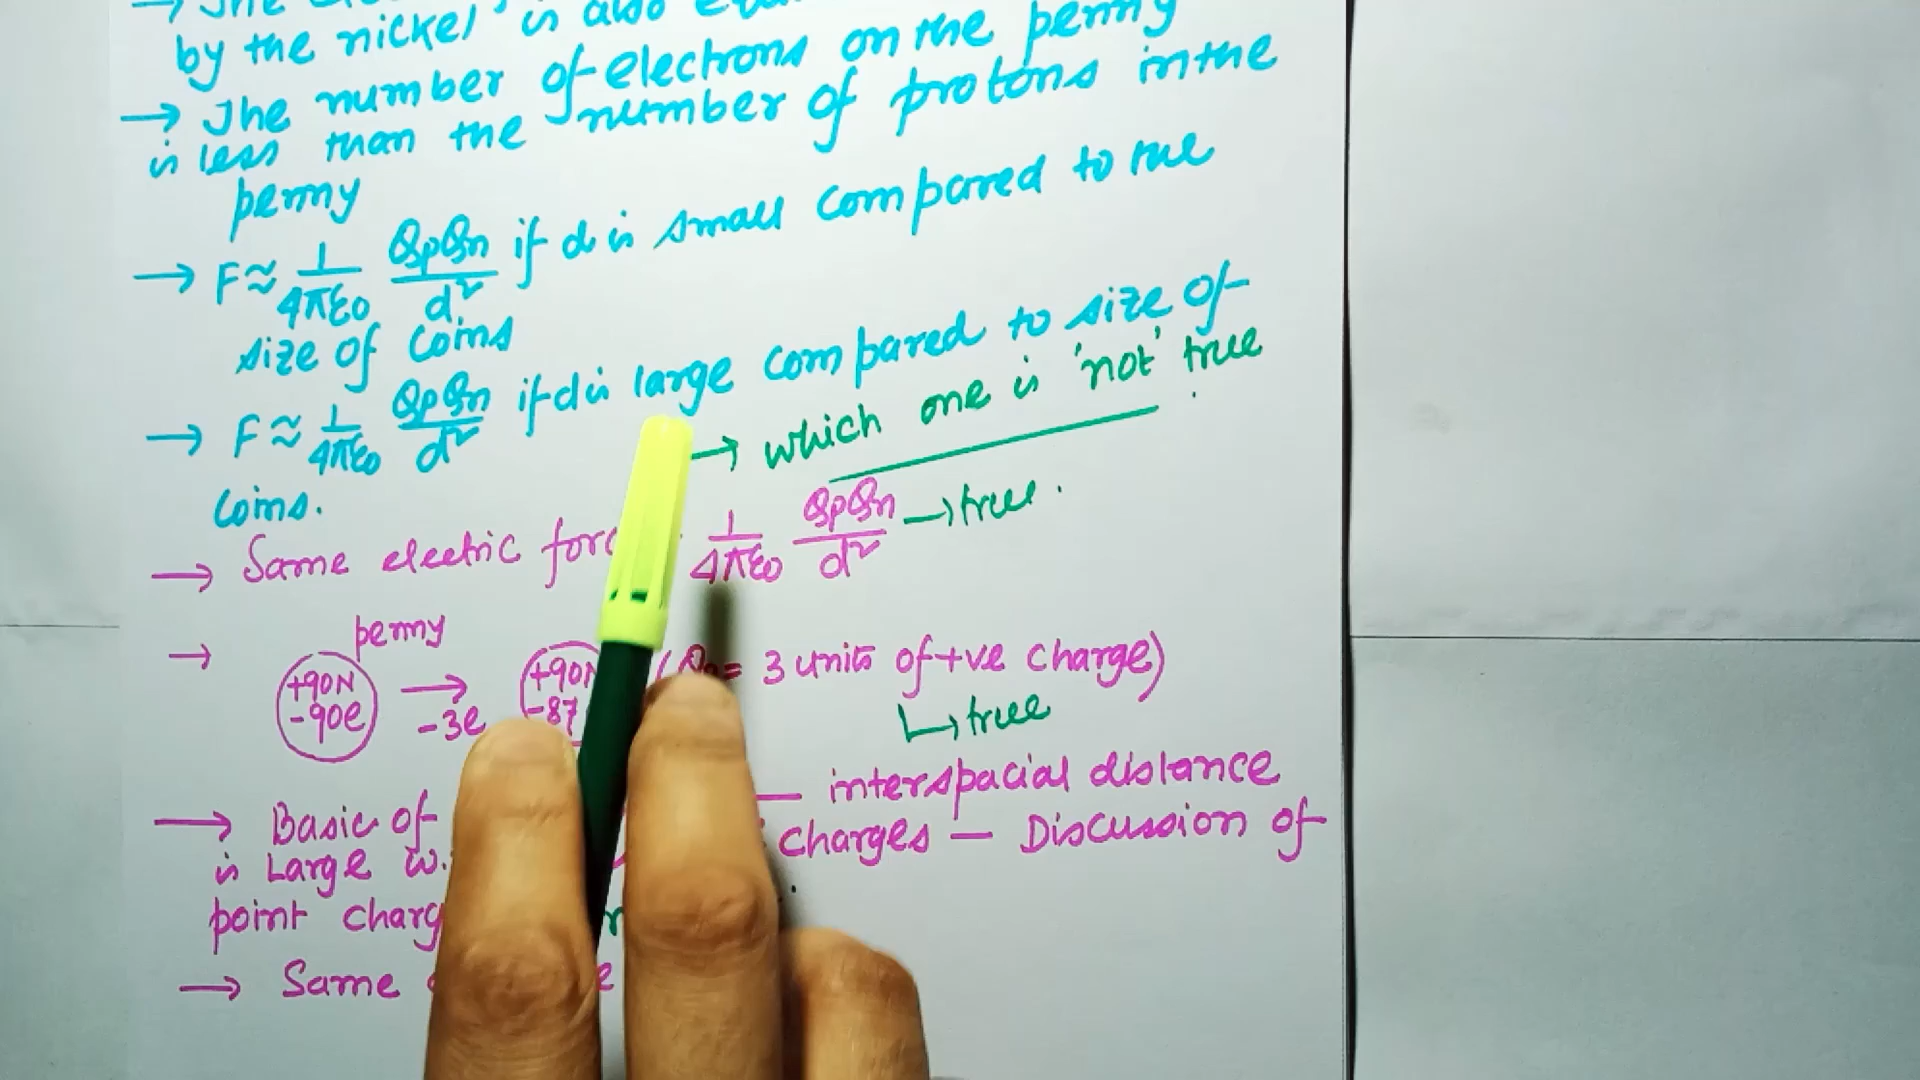 → The
by the nickel is also
→ The number of electrons on the penny
is less than the number of protons in the
penny
→ F ≈ 1/4πε0 QpQn/d² if d is small compared to the
size of coins
→ F ≈ 1/4πε0 QpQn/d² if d is large compared to size of
coins.
→ which one is 'not' true
→ Same electric forc 1/4πε0 QpQn/d² → true.
penny
→ +90N → +90N = 3 units of +ve charge)
-90e -3e -87
↳ true
→ Basic of — interspacial distance
is Large w. charges — Discussion of
point charg
→ Same